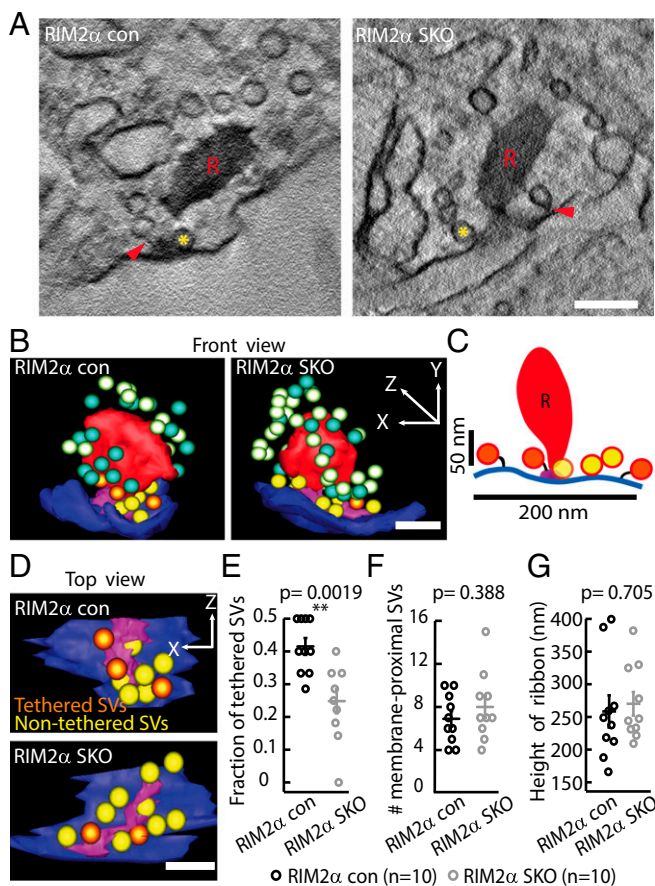 A
RIM2α con
RIM2α SKO
R
R
*
*
B
Front view
RIM2α con
RIM2α SKO
Y
Z
X
C
R
50 nm
200 nm
D
Top view
RIM2α con
Z
X
Tethered SVs
Non-tethered SVs
RIM2α SKO
E
p= 0.0019
**
Fraction of tethered SVs
0.5
0.4
0.3
0.2
0.1
0
RIM2α con
RIM2α SKO
F
p= 0.388
# membrane-proximal SVs
16
12
8
4
0
RIM2α con
RIM2α SKO
G
p= 0.705
Height of ribbon (nm)
400
350
300
250
200
150
RIM2α con
RIM2α SKO
RIM2α con (n=10) RIM2α SKO (n=10)